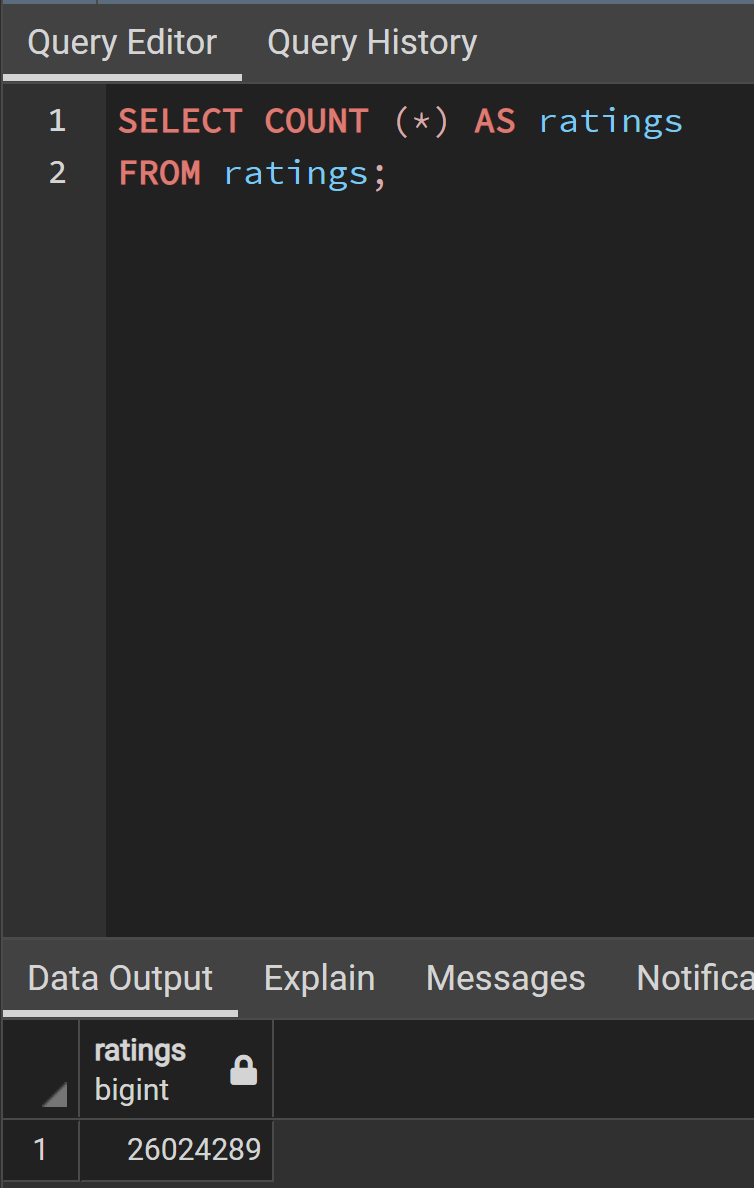 Query Editor Query History
1 SELECT COUNT (*) AS ratings
2 FROM ratings;
Data Output Explain Messages Notifica
ratings
bigint
1 26024289